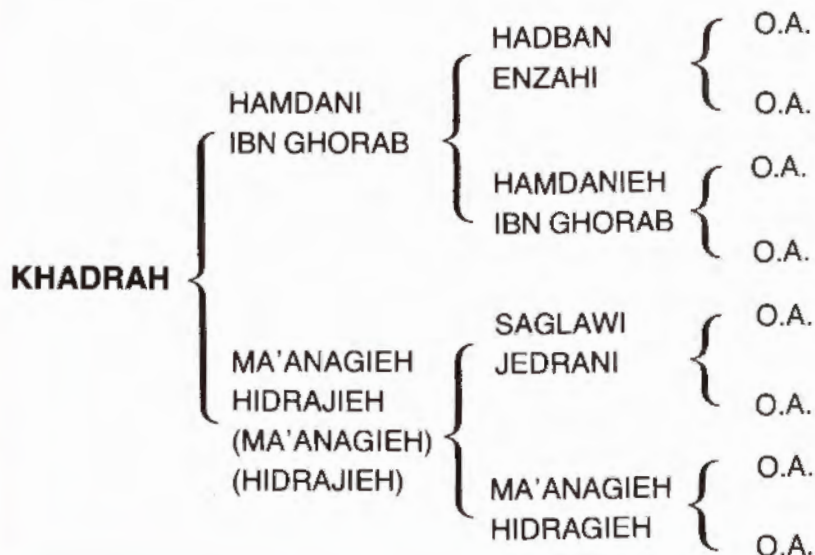 KHADRAH
HAMDANI
IBN GHORAB
MA'ANAGIEH
HIDRAJIEH
(MA'ANAGIEH)
(HIDRAJIEH)
HADBAN
ENZAHI
HAMDANIEH
IBN GHORAB
SAGLAWI
JEDRANI
MA'ANAGIEH
HIDRAGIEH
O.A.
O.A.
O.A.
O.A.
O.A.
O.A.
O.A.
O.A.